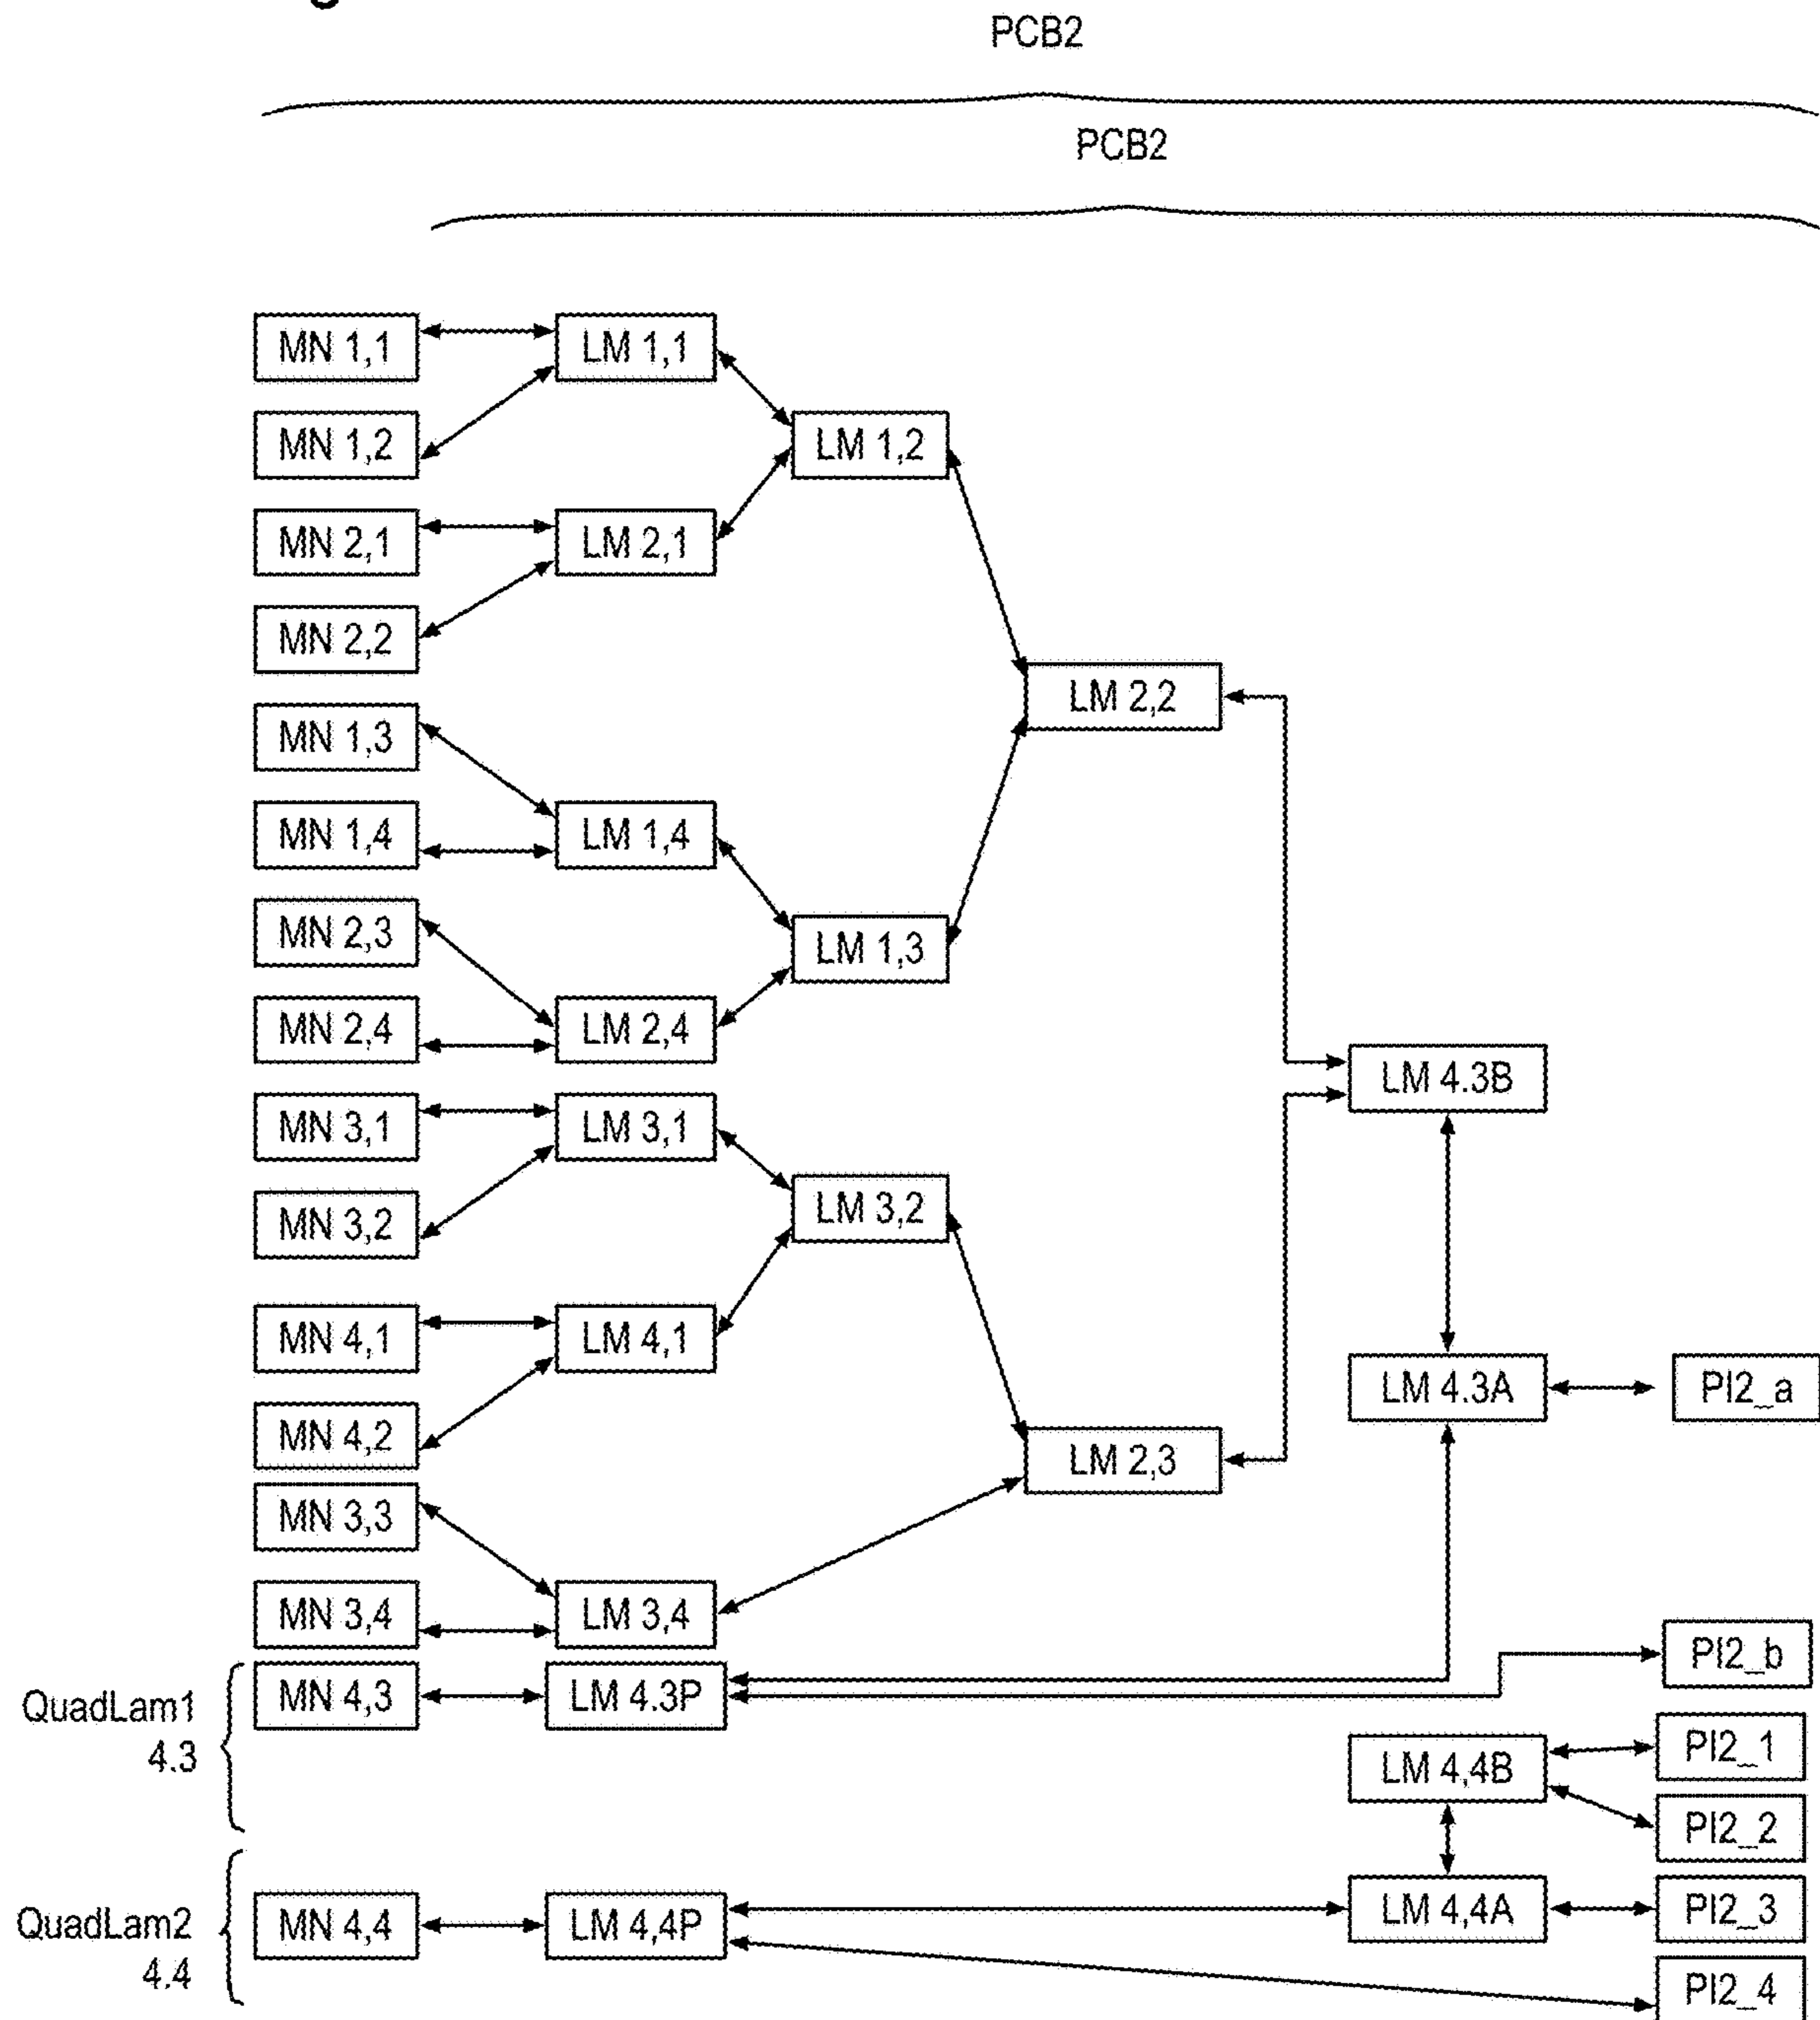 PCB2
PCB2
MN 1,1
LM 1,1
MN 1,2
LM 1,2
MN 2,1
LM 2,1
MN 2,2
LM 2,2
MN 1,3
MN 1,4
LM 1,4
MN 2,3
LM 1,3
MN 2,4
LM 2,4
LM 4.3B
MN 3,1
LM 3,1
MN 3,2
LM 3,2
MN 4,1
LM 4,1
LM 4.3A
PI2_a
MN 4,2
LM 2,3
MN 3,3
MN 3,4
LM 3,4
PI2_b
QuadLam1
4.3
MN 4,3
LM 4.3P
PI2_1
LM 4,4B
PI2_2
QuadLam2
4.4
MN 4,4
LM 4,4P
LM 4,4A
PI2_3
PI2_4